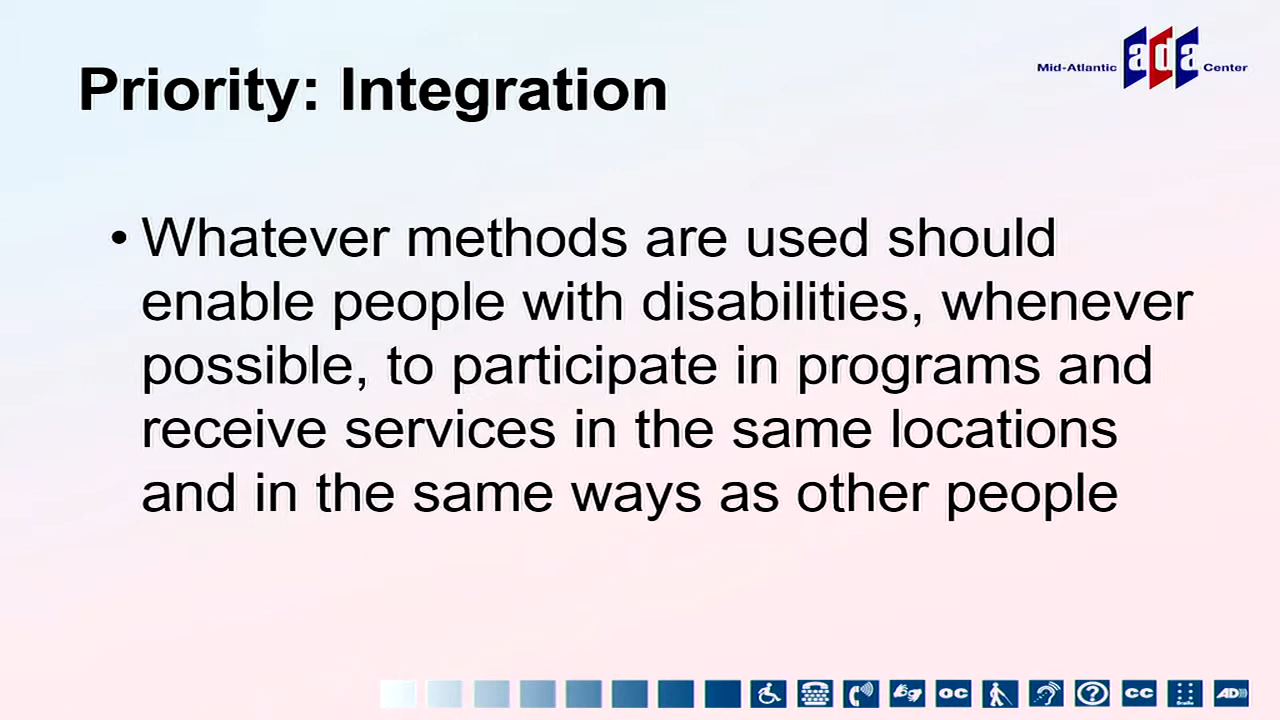 Priority: Integration
Mid-Atlantic ada Center
• Whatever methods are used should
enable people with disabilities, whenever
possible, to participate in programs and
receive services in the same locations
and in the same ways as other people
OC ? CC Braille AD